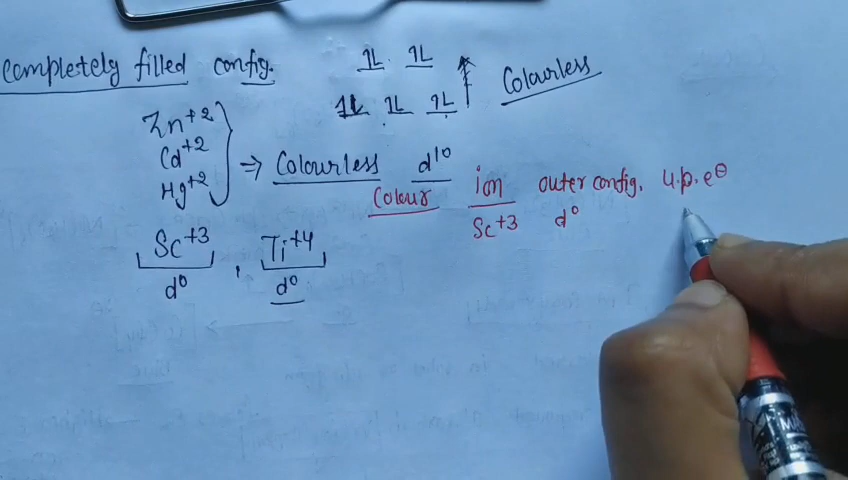 Completely filled config. 1L 1L
1L 1L 1L Colourless
Zn+2
Cd+2 => Colourless d10
Hg+2
Colour ion outer config. u.p.e⊖
Sc+3 d0
Sc+3 , Ti+4
d0 d0